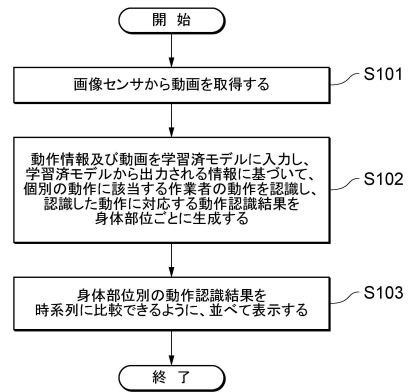 開 始
画像センサから動画を取得する
S101
動作情報及び動画を学習済モデルに入力し、
学習済モデルから出力される情報に基づいて、
個別の動作に該当する作業者の動作を認識し、
認識した動作に対応する動作認識結果を
身体部位ごとに生成する
S102
身体部位別の動作認識結果を
時系列に比較できるように、並べて表示する
S103
終 了